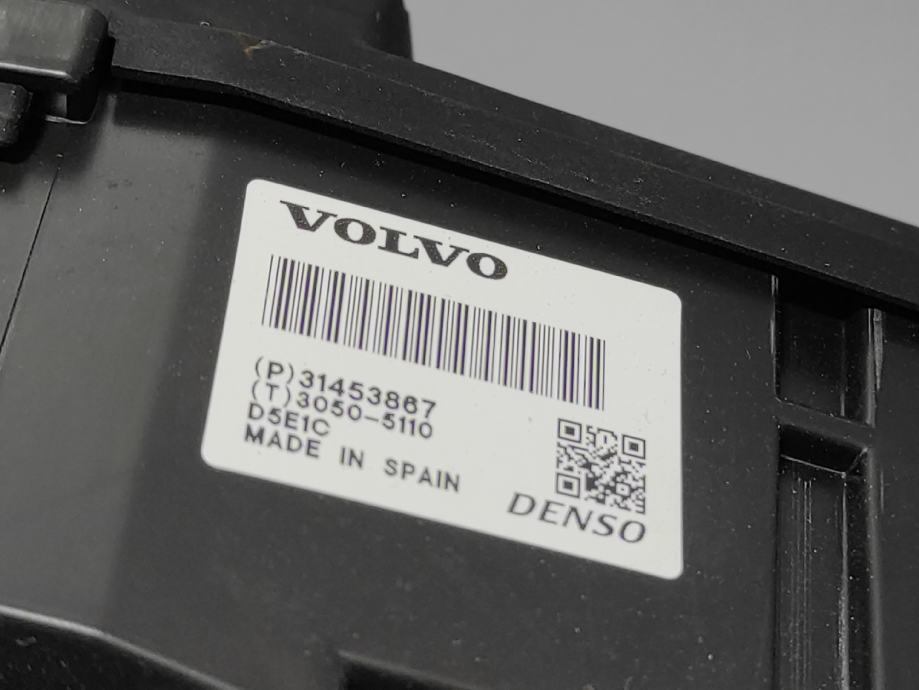 VOLVO
(P)31453867
(T)3050-5110
D5E1C
MADE IN SPAIN
DENSO